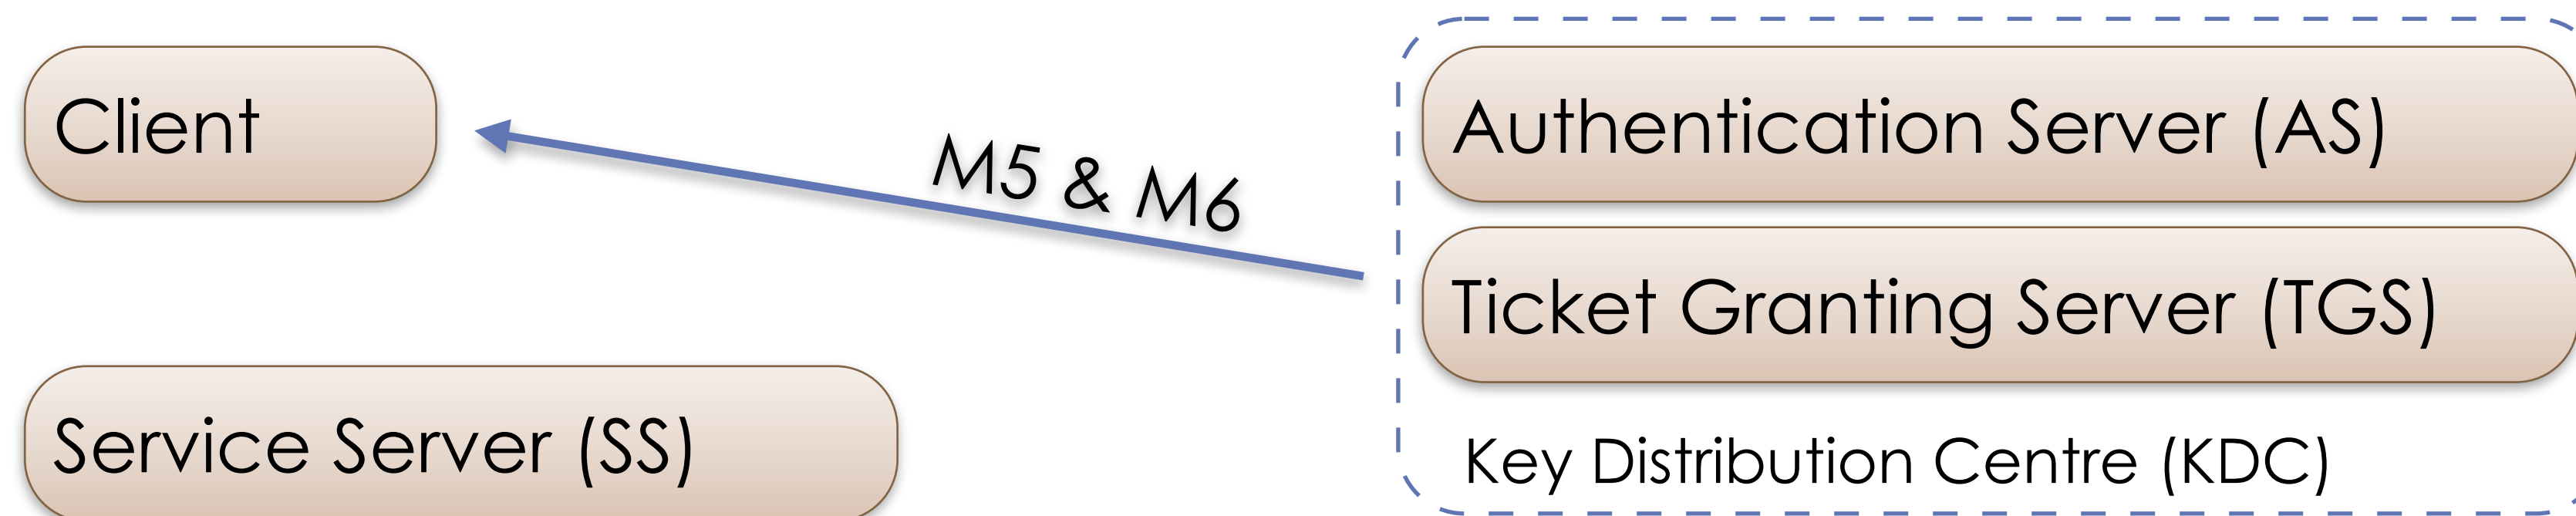 Client
M5 & M6
Authentication Server (AS)
Ticket Granting Server (TGS)
Service Server (SS)
Key Distribution Centre (KDC)